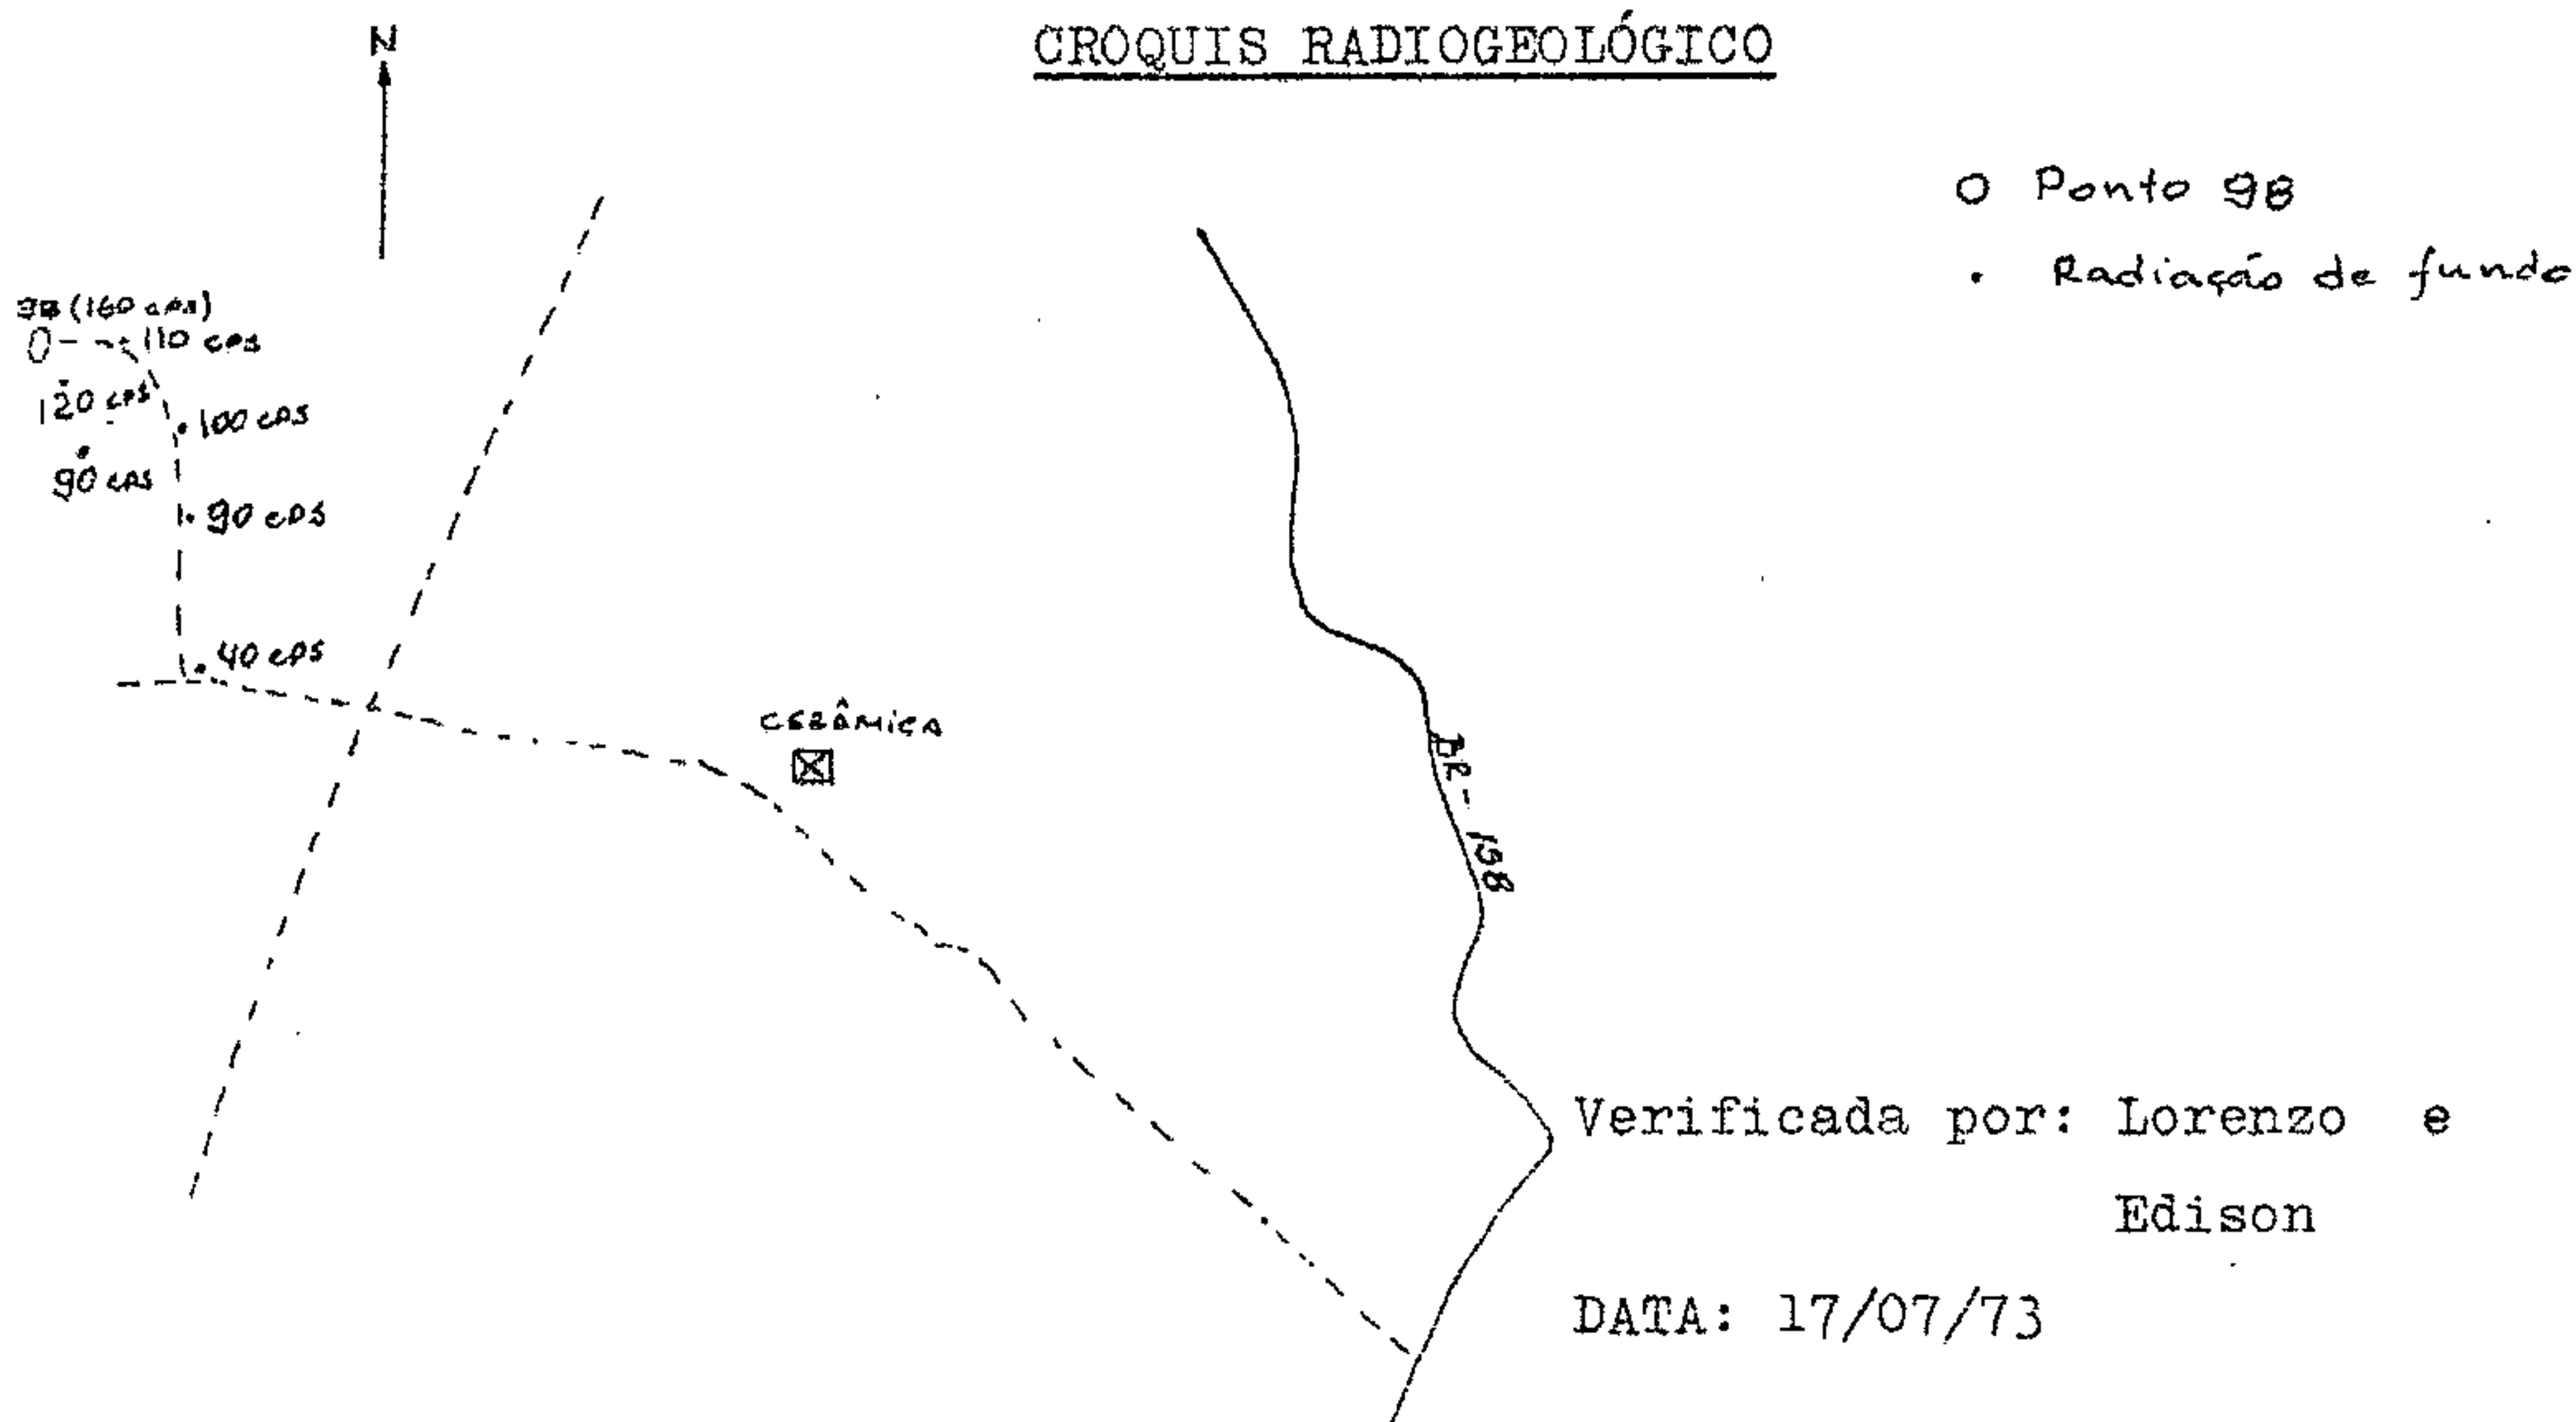 CROQUIS RADIOGEOLÓGICO
N
O Ponto 98
. Radiação de fundo
98 (160 cps)
110 cps
120 cps
100 cps
90 cps
90 cps
40 cps
CERÂMICA
BR-
Verificada por: Lorenzo e
Edison
DATA: 17/07/73